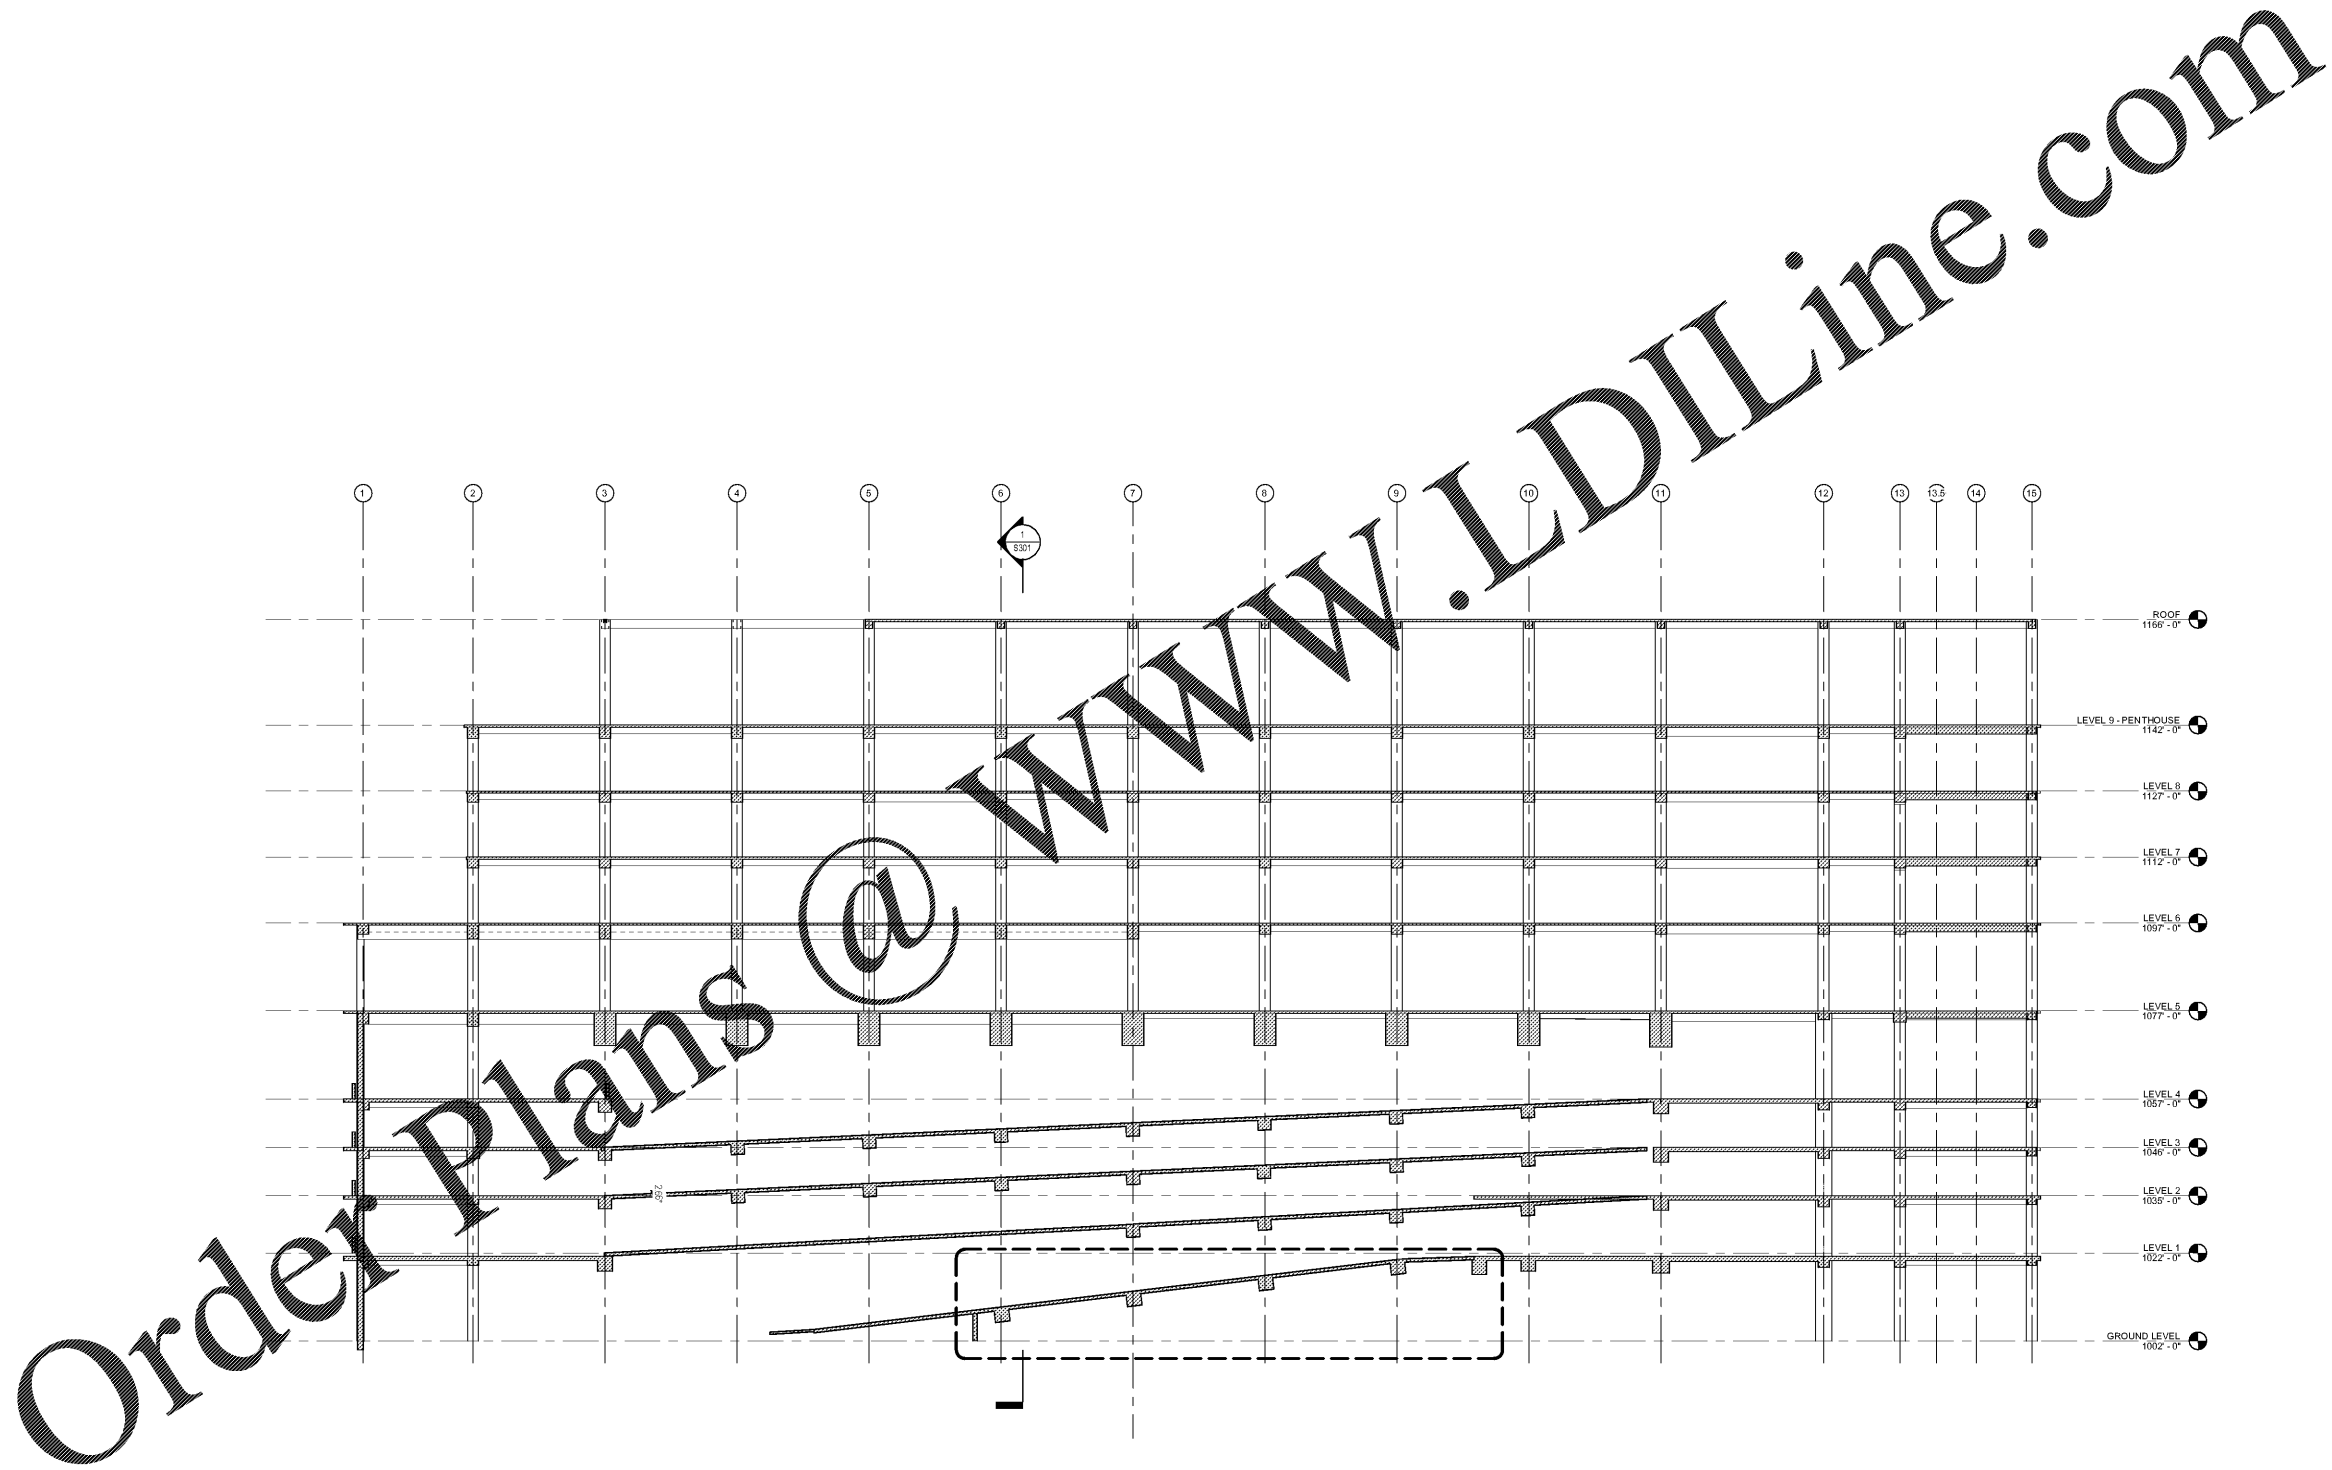 Order Plans @ www.LDILine.com
1 2 3 4 5 6 7 8 9 10 11 12 13 13.5 14 15
1
S301
ROOF
1166' - 0"
LEVEL 9 - PENTHOUSE
1142' - 0"
LEVEL 8
1127' - 0"
LEVEL 7
1112' - 0"
LEVEL 6
1097' - 0"
LEVEL 5
1077' - 0"
LEVEL 4
1057' - 0"
LEVEL 3
1046' - 0"
LEVEL 2
1035' - 0"
LEVEL 1
1022' - 0"
GROUND LEVEL
1002' - 0"